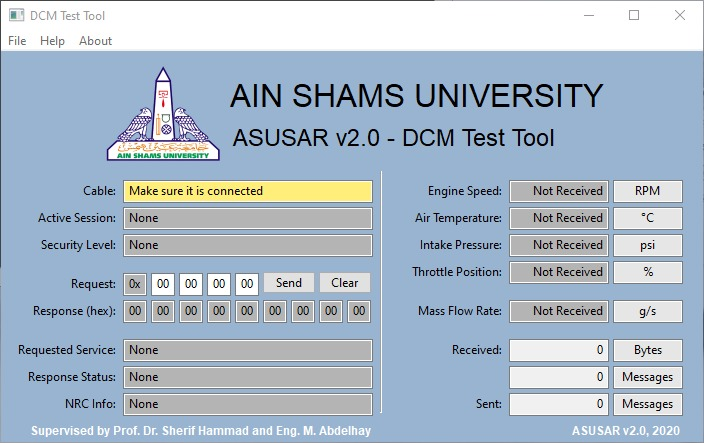 DCM Test Tool
File Help About
AIN SHAMS UNIVERSITY
ASUSAR v2.0 - DCM Test Tool
AIN SHAMS UNIVERSITY
Cable: Make sure it is connected
Active Session: None
Security Level: None
Request: 0x 00 00 00 00 Send Clear
Response (hex): 00 00 00 00 00 00 00 00 00
Requested Service: None
Response Status: None
NRC Info: None
Engine Speed: Not Received RPM
Air Temperature: Not Received °C
Intake Pressure: Not Received psi
Throttle Position: Not Received %
Mass Flow Rate: Not Received g/s
Received: 0 Bytes
0 Messages
Sent: 0 Messages
Supervised by Prof. Dr. Sherif Hammad and Eng. M. Abdelhay
ASUSAR v2.0, 2020